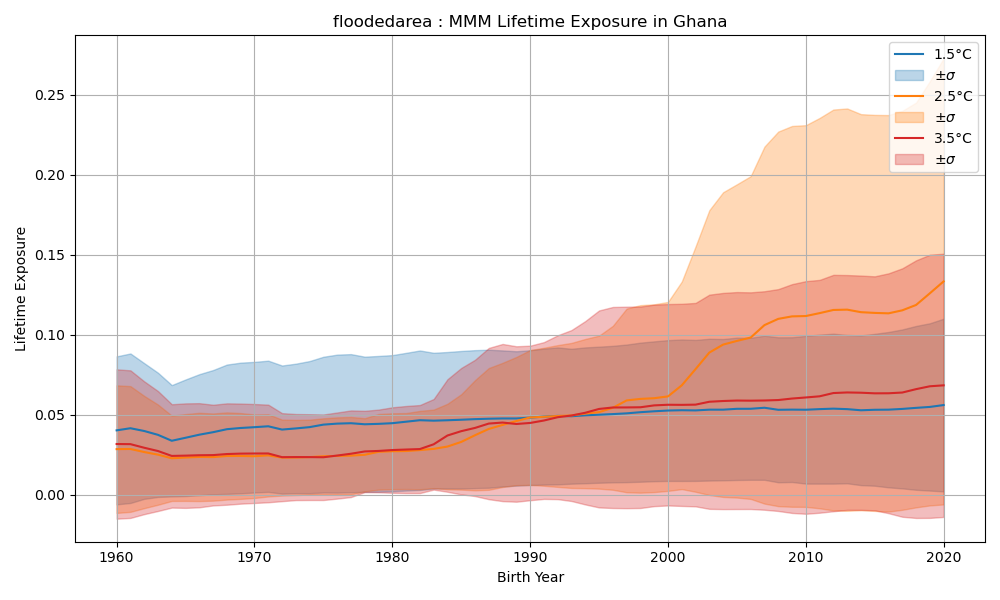 floodedarea : MMM Lifetime Exposure in Ghana
1.5°C
±σ
2.5°C
±σ
3.5°C
±σ
Lifetime Exposure
0.25
0.20
0.15
0.10
0.05
0.00
1960 1970 1980 1990 2000 2010 2020
Birth Year